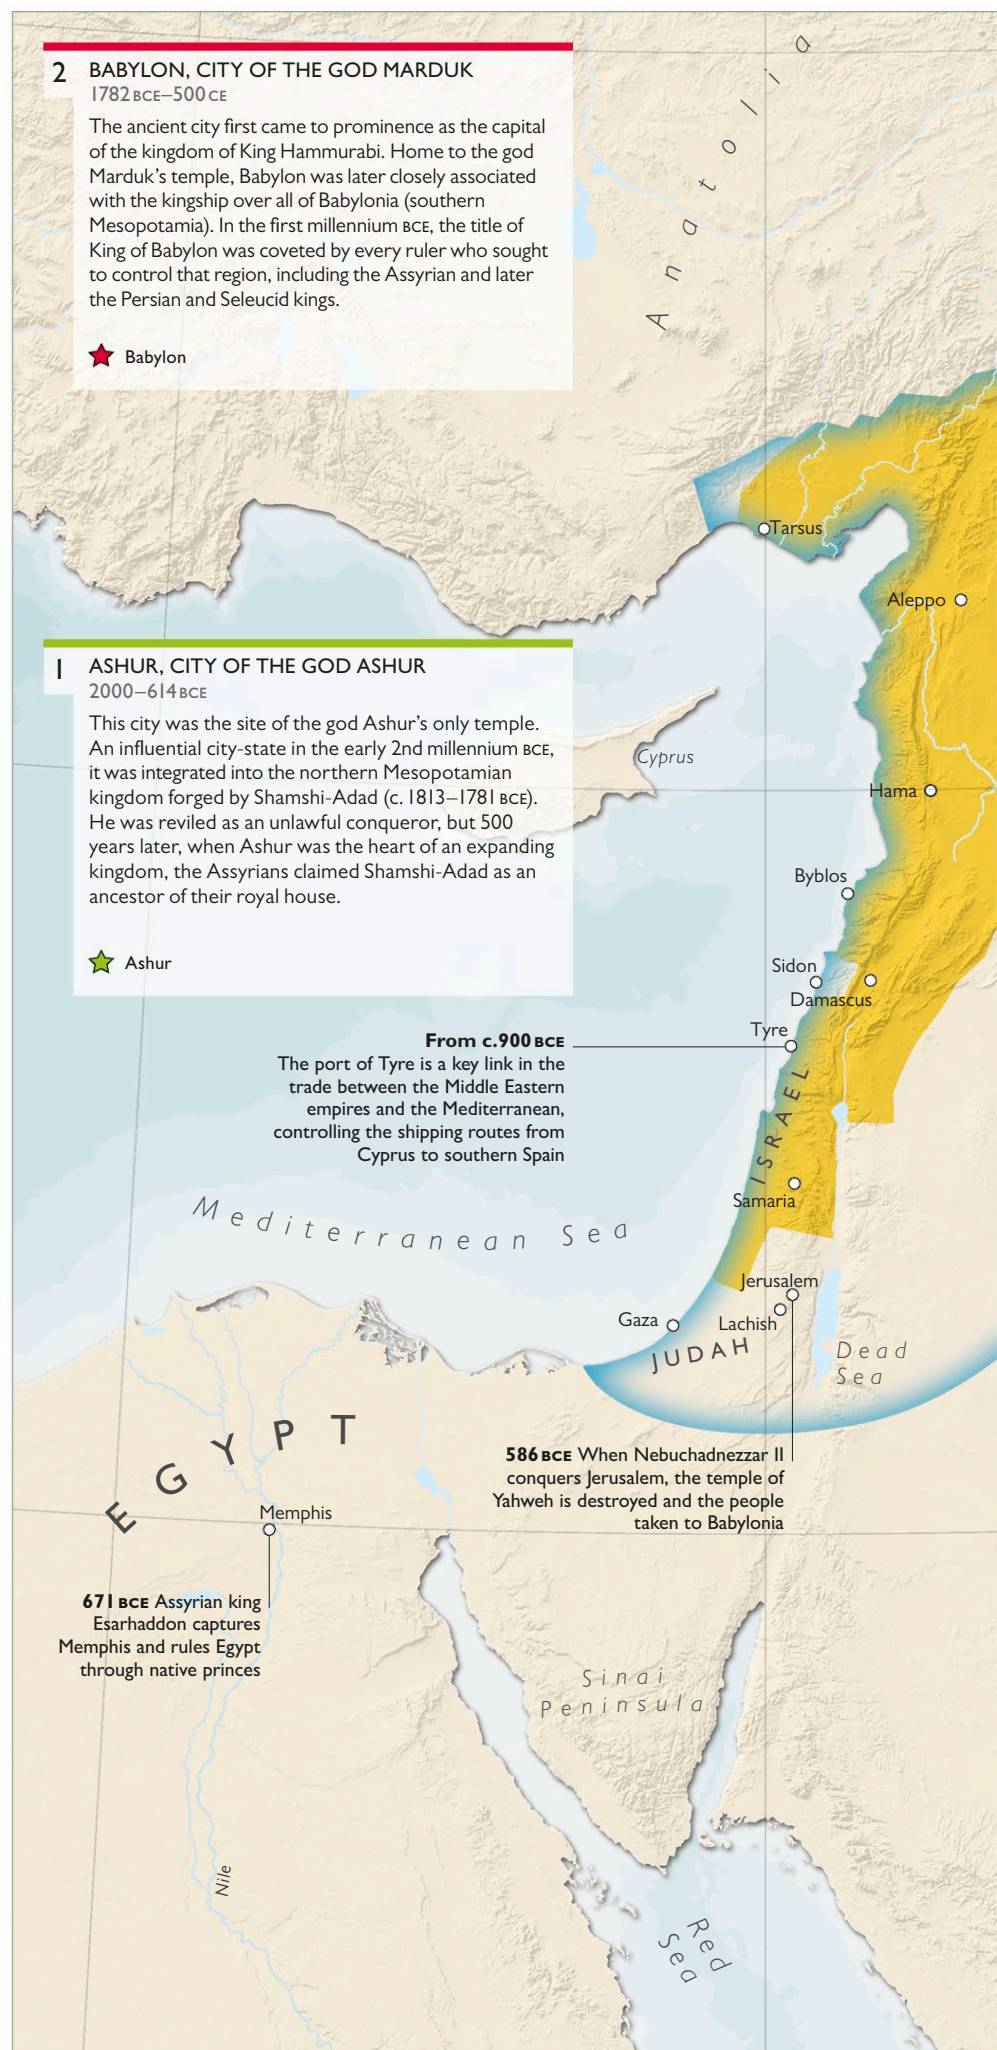 Anatolia
2 BABYLON, CITY OF THE GOD MARDUK
1782 BCE–500 CE
The ancient city first came to prominence as the capital
of the kingdom of King Hammurabi. Home to the god
Marduk’s temple, Babylon was later closely associated
with the kingship over all of Babylonia (southern
Mesopotamia). In the first millennium BCE, the title of
King of Babylon was coveted by every ruler who sought
to control that region, including the Assyrian and later
the Persian and Seleucid kings.
Babylon
Tarsus
Aleppo
1 ASHUR, CITY OF THE GOD ASHUR
2000–614 BCE
This city was the site of the god Ashur’s only temple.
An influential city-state in the early 2nd millennium BCE,
it was integrated into the northern Mesopotamian
kingdom forged by Shamshi-Adad (c. 1813–1781 BCE).
He was reviled as an unlawful conqueror, but 500
years later, when Ashur was the heart of an expanding
kingdom, the Assyrians claimed Shamshi-Adad as an
ancestor of their royal house.
Ashur
Cyprus
Hama
Byblos
Sidon
Damascus
Tyre
From c.900 BCE
The port of Tyre is a key link in the
trade between the Middle Eastern
empires and the Mediterranean,
controlling the shipping routes from
Cyprus to southern Spain
ISRAEL
Samaria
Mediterranean Sea
Jerusalem
Gaza
Lachish
JUDAH
Dead
Sea
EGYPT
586 BCE When Nebuchadnezzar II
conquers Jerusalem, the temple of
Yahweh is destroyed and the people
taken to Babylonia
Memphis
671 BCE Assyrian king
Esarhaddon captures
Memphis and rules Egypt
through native princes
Sinai
Peninsula
Nile
Red
Sea